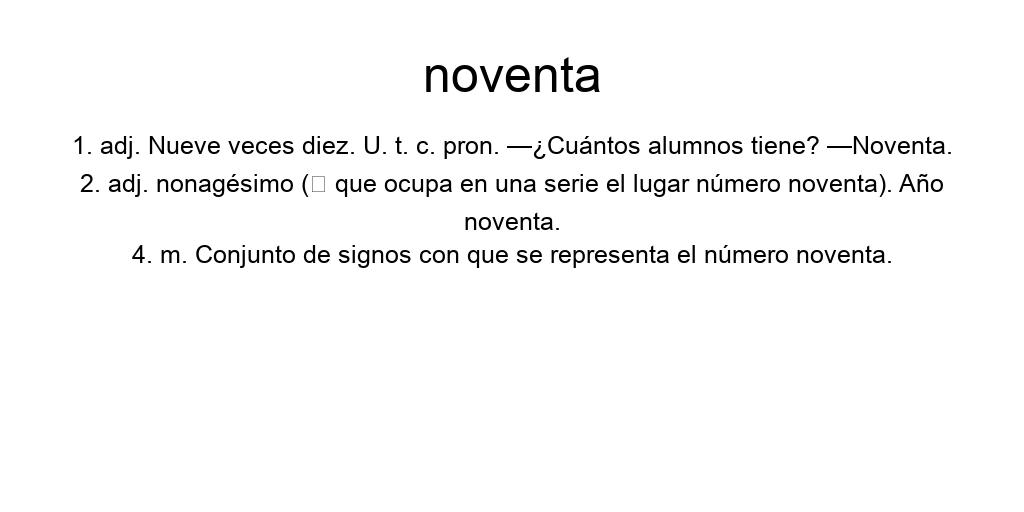 noventa
1. adj. Nueve veces diez. U. t. c. pron. —¿Cuántos alumnos tiene? —Noventa.
2. adj. nonagésimo (□ que ocupa en una serie el lugar número noventa). Año
noventa.
4. m. Conjunto de signos con que se representa el número noventa.